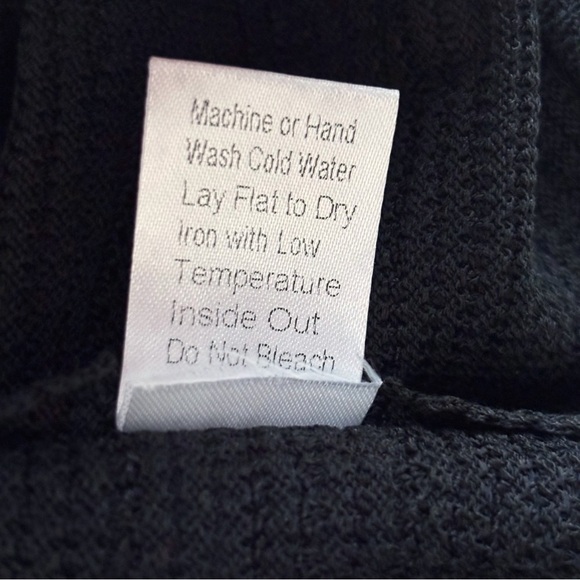 Machine or Hand
Wash Cold Water
Lay Flat to Dry
Iron with Low
Temperature
Inside Out
Do Not Bleach